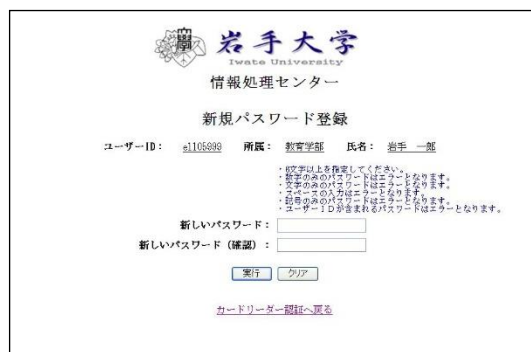 岩手大学
Iwate University
情報処理センター
新規パスワード登録
ユーザーID： e1105999 所属： 教育学部 氏名： 岩手 一郎
・8文字以上を指定してください。
・数字のみのパスワードはエラーとなります。
・文字のみのパスワードはエラーとなります。
・スペースの入力はエラーとなります。
・記号のみのパスワードはエラーとなります。
・ユーザーＩＤが含まれるパスワードはエラーとなります。
新しいパスワード：
新しいパスワード（確認）：
実行 クリア
カードリーダー認証へ戻る